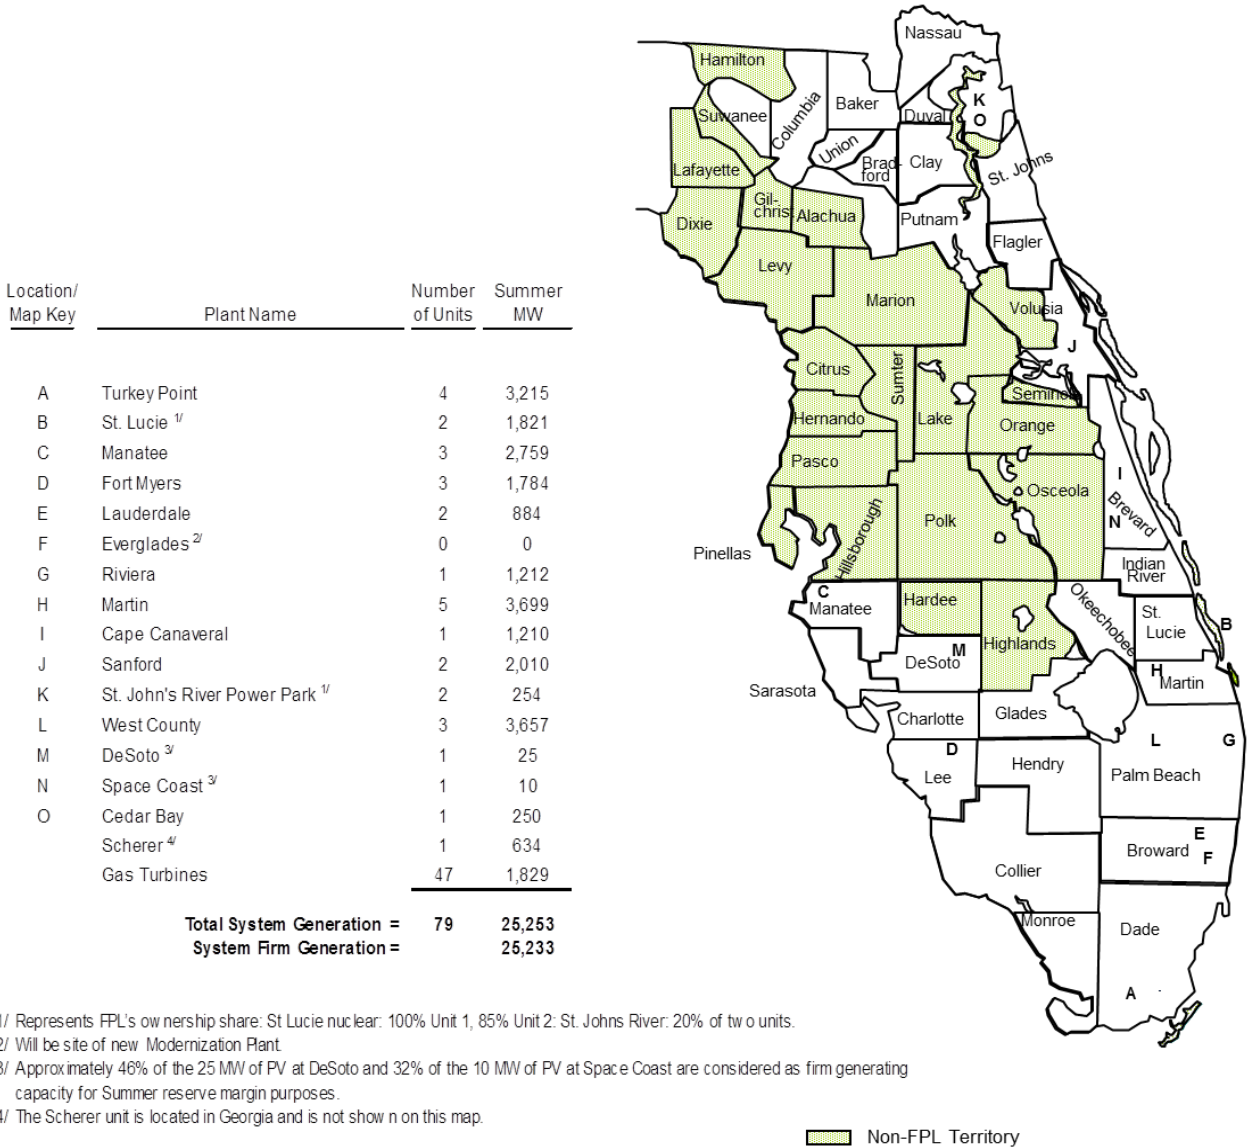 Location/ Number Summer
Map Key Plant Name of Units MW
A Turkey Point 4 3,215
B St. Lucie 1/ 2 1,821
C Manatee 3 2,759
D Fort Myers 3 1,784
E Lauderdale 2 884
F Everglades 2/ 0 0
G Riviera 1 1,212
H Martin 5 3,699
I Cape Canaveral 1 1,210
J Sanford 2 2,010
K St. John's River Power Park 1/ 2 254
L West County 3 3,657
M DeSoto 3/ 1 25
N Space Coast 3/ 1 10
O Cedar Bay 1 250
Scherer 4/ 1 634
Gas Turbines 47 1,829
Total System Generation = 79 25,253
System Firm Generation = 25,233
1/ Represents FPL's ownership share: St Lucie nuclear: 100% Unit 1, 85% Unit 2: St. Johns River: 20% of two units.
2/ Will be site of new Modernization Plant.
3/ Approximately 46% of the 25 MW of PV at DeSoto and 32% of the 10 MW of PV at Space Coast are considered as firm generating
capacity for Summer reserve margin purposes.
4/ The Scherer unit is located in Georgia and is not shown on this map.
Nassau
Hamilton
Baker
Columbia
K
Duval
O
Suwanee
Union
Brad-
ford
Clay
St. Johns
Lafayette
Gil-
chris
Alachua
Putnam
Dixie
Flagler
Levy
Marion
Volusia
J
Citrus
Sumter
Seminole
Hernando
Lake
Orange
Pasco
I
Osceola
Brevard
N
Polk
Hillsborough
Pinellas
Indian
River
C
Manatee
Hardee
Okeechobee
St.
Lucie
B
Highlands
M
DeSoto
H
Martin
Sarasota
Charlotte
Glades
D
L
G
Lee
Hendry
Palm Beach
E
Broward
F
Collier
Monroe
Dade
A
Non-FPL Territory